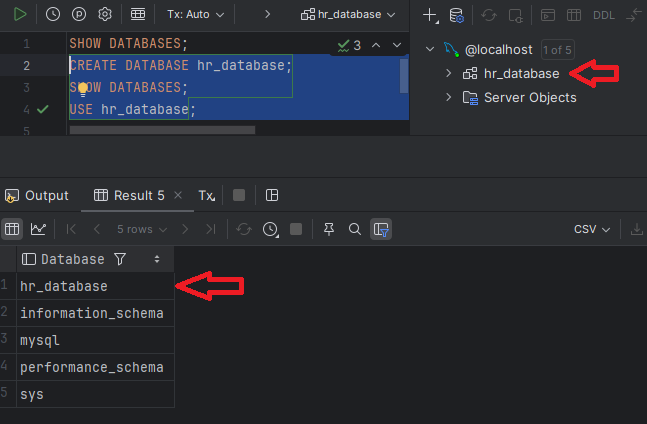 Tx: Auto
hr_database
DDL
1 SHOW DATABASES;
3
2 CREATE DATABASE hr_database;
3 SHOW DATABASES;
4 USE hr_database;
5
@localhost 1 of 5
hr_database
Server Objects
Output
Result 5
Tx
5 rows
CSV
Database
1 hr_database
2 information_schema
3 mysql
4 performance_schema
5 sys